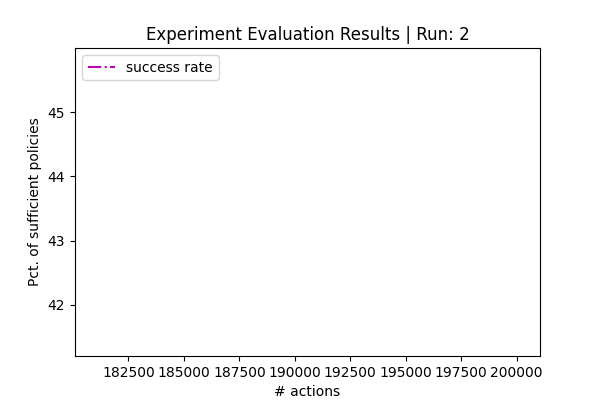 Experiment Evaluation Results | Run: 2
success rate
Pct. of sufficient policies
45
44
43
42
182500 185000 187500 190000 192500 195000 197500 200000
# actions